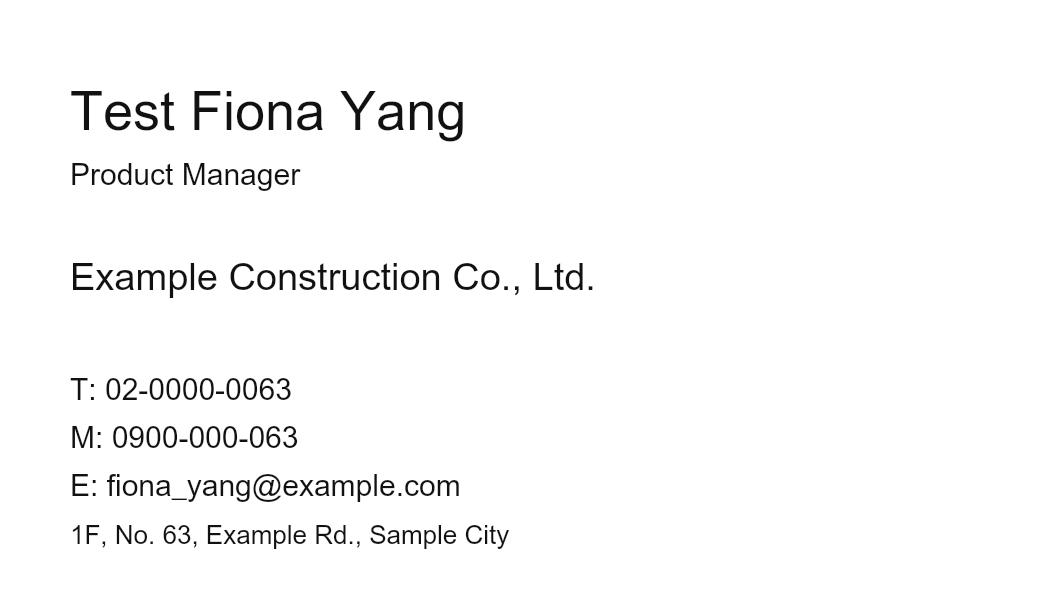 Test Fiona Yang
Product Manager
Example Construction Co., Ltd.
T: 02-0000-0063
M: 0900-000-063
E: fiona_yang@example.com
1F, No. 63, Example Rd., Sample City